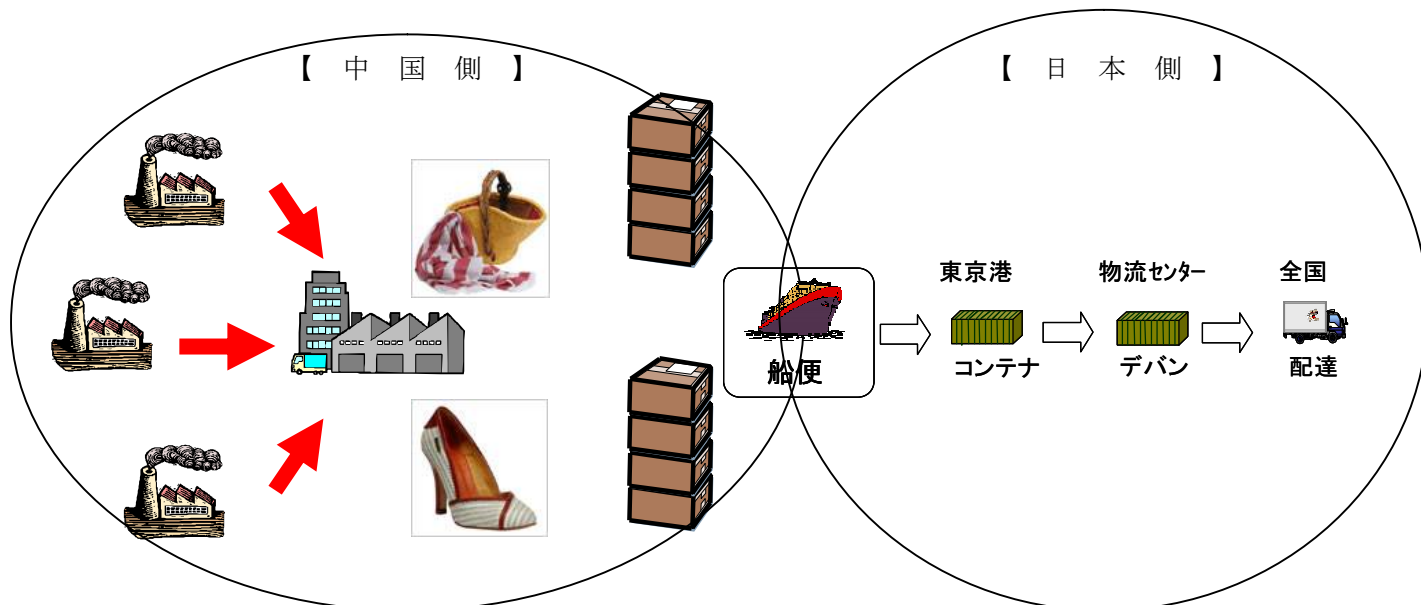 【 中 国 側 】
【 日 本 側 】
船便
東京港
コンテナ
物流センター
デバン
全国
配達